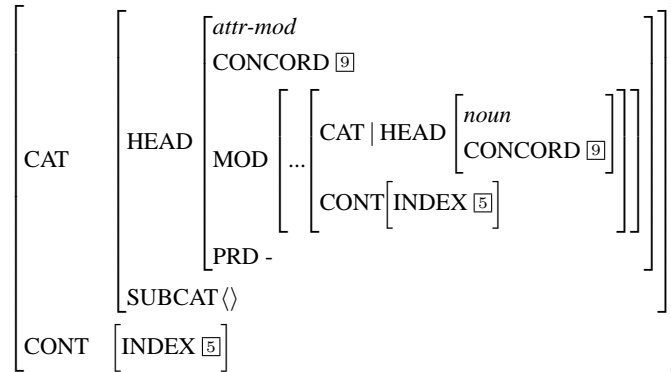 attr-mod
CONCORD 9
CAT | HEAD noun
CONCORD 9
CAT HEAD MOD ...
CONT[INDEX 5]
PRD -
SUBCAT ⟨⟩
CONT [INDEX 5]